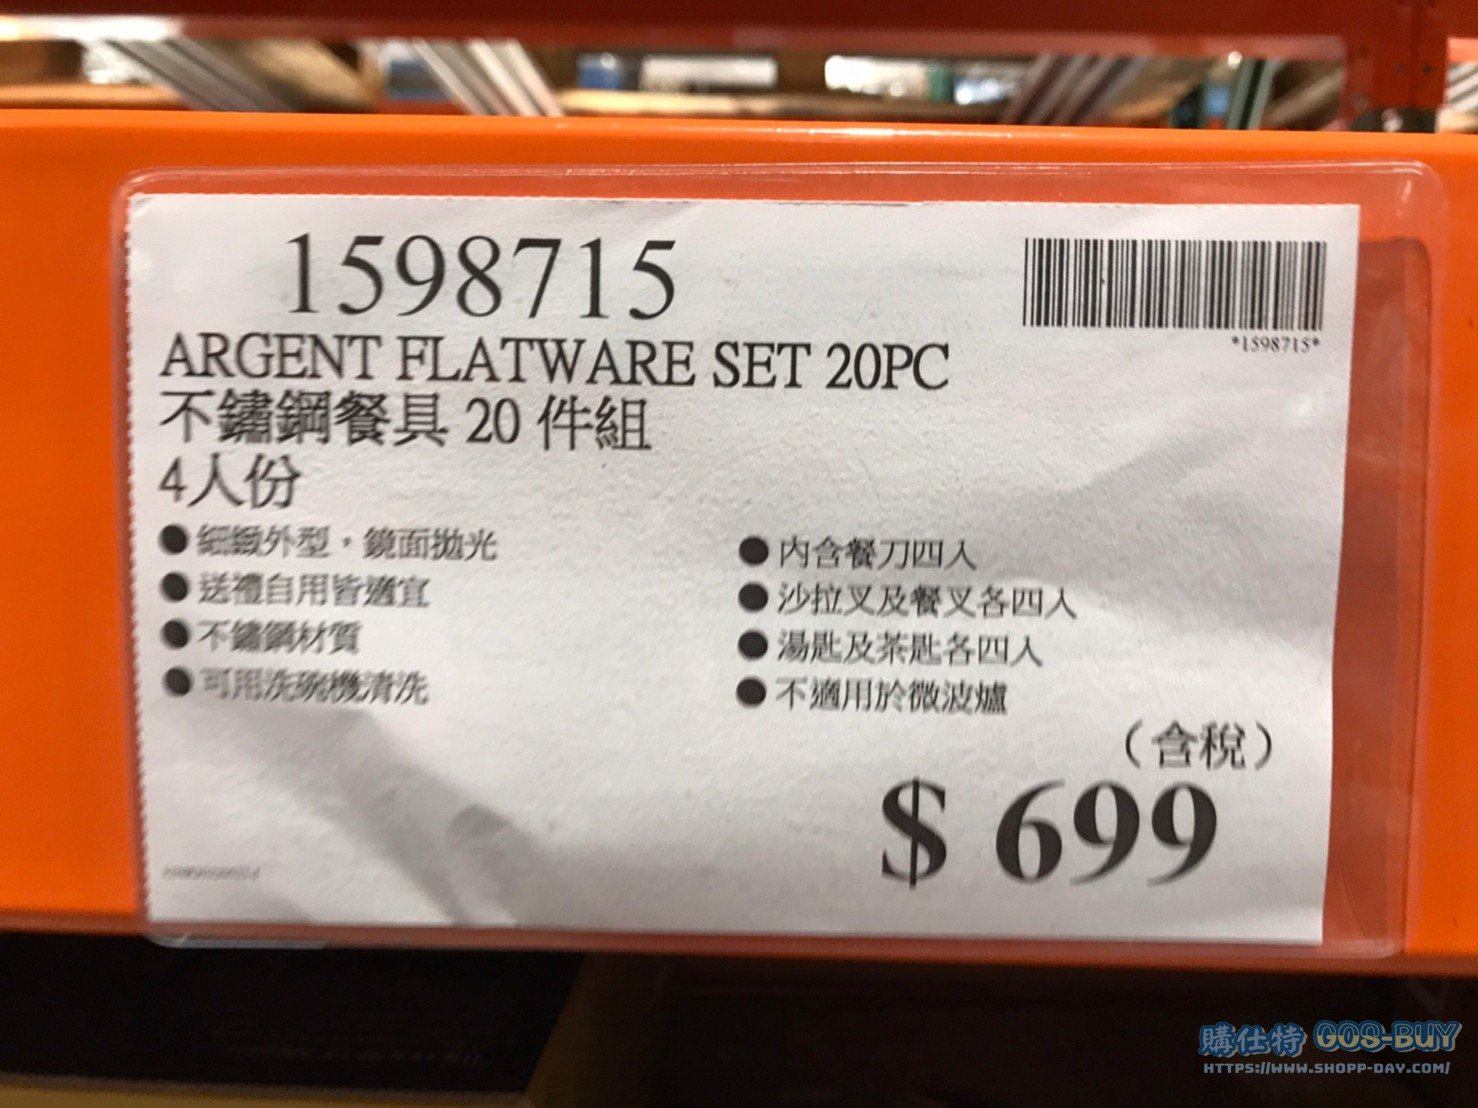 1598715
*1598715*
ARGENT FLATWARE SET 20PC
不鏽鋼餐具 20 件組
4人份
●細緻外型，鏡面拋光
●送禮自用皆適宜
●不鏽鋼材質
●可用洗碗機清洗
●內含餐刀四入
●沙拉叉及餐叉各四入
●湯匙及茶匙各四入
●不適用於微波爐
（含稅）
$ 699
購仕特 GOS-BUY
HTTPS://WWW.SHOPP-DAY.COM/